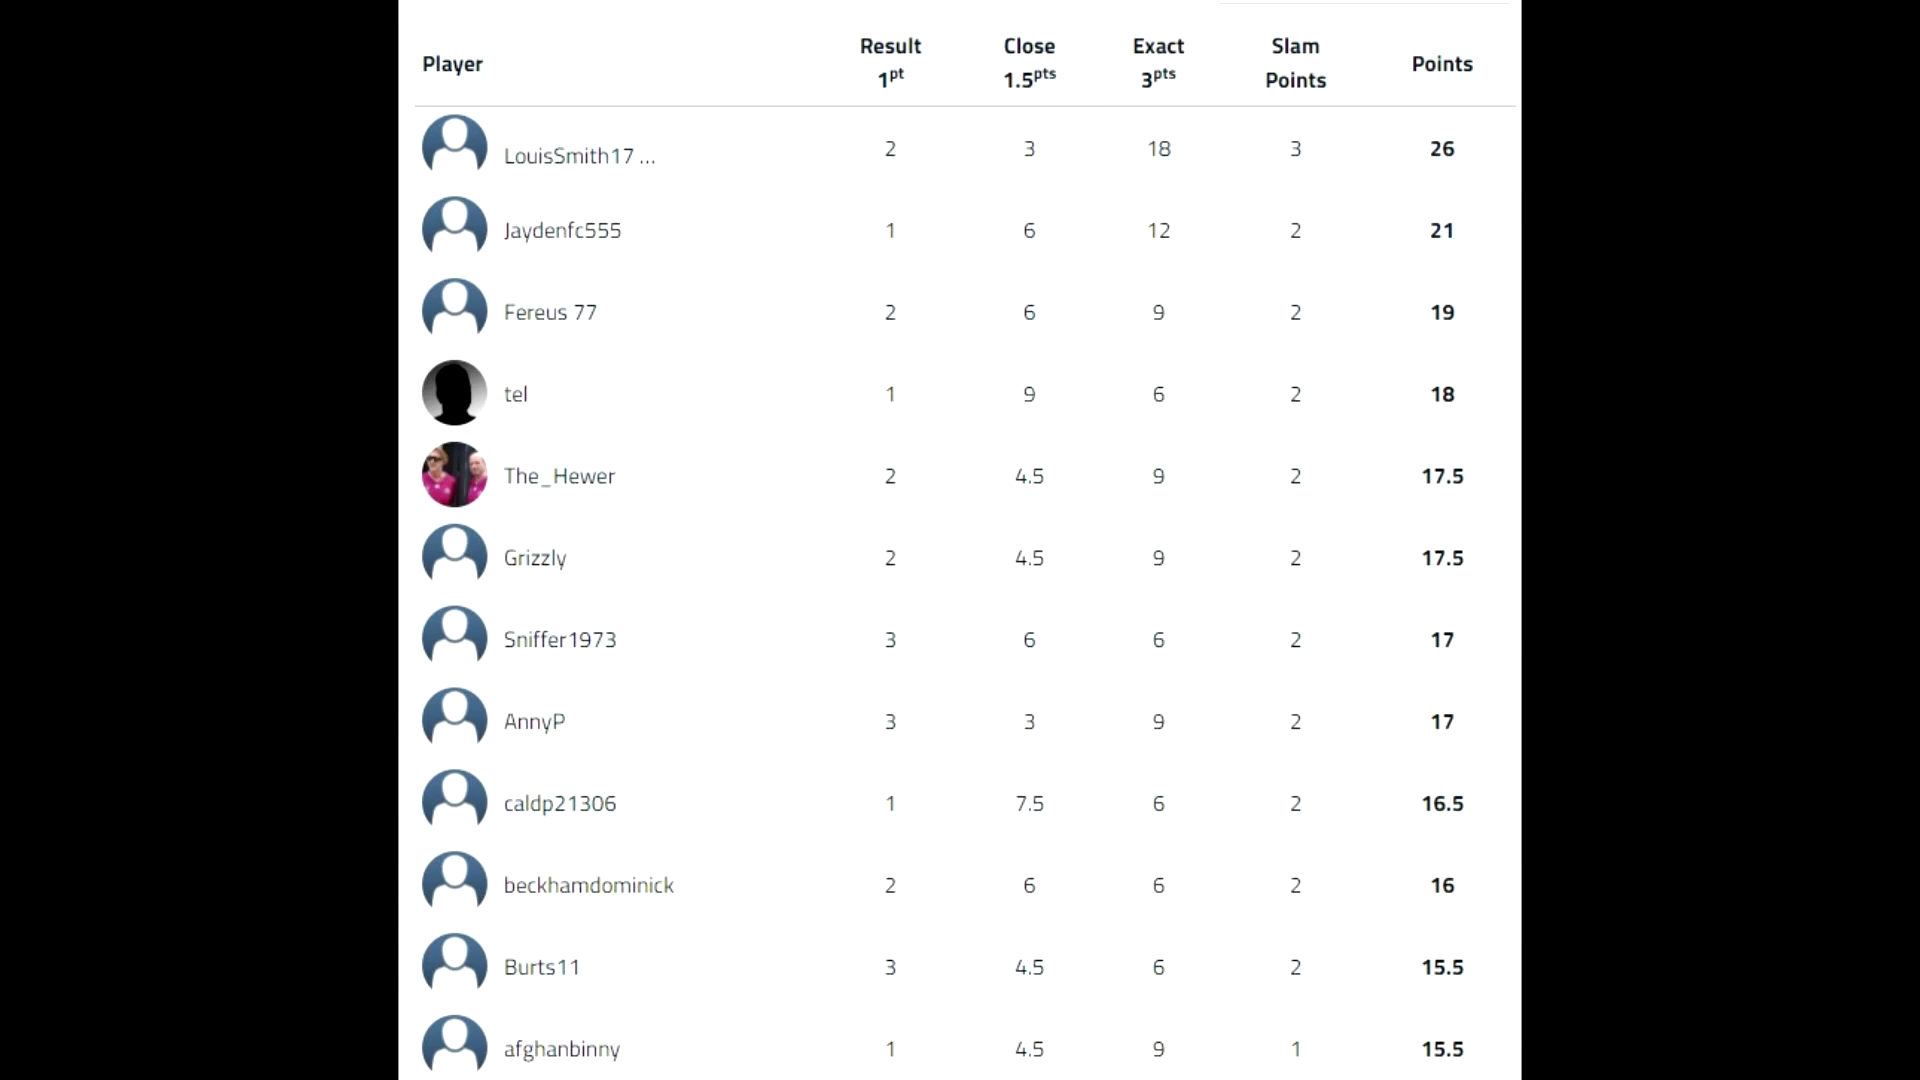 Player Result 1pt Close 1.5pts Exact 3pts Slam Points Points
LouisSmith17 ... 2 3 18 3 26
Jaydenfc555 1 6 12 2 21
Fereus 77 2 6 9 2 19
tel 1 9 6 2 18
The_Hewer 2 4.5 9 2 17.5
Grizzly 2 4.5 9 2 17.5
Sniffer1973 3 6 6 2 17
AnnyP 3 3 9 2 17
caldp21306 1 7.5 6 2 16.5
beckhamdominick 2 6 6 2 16
Burts11 3 4.5 6 2 15.5
afghanbinny 1 4.5 9 1 15.5